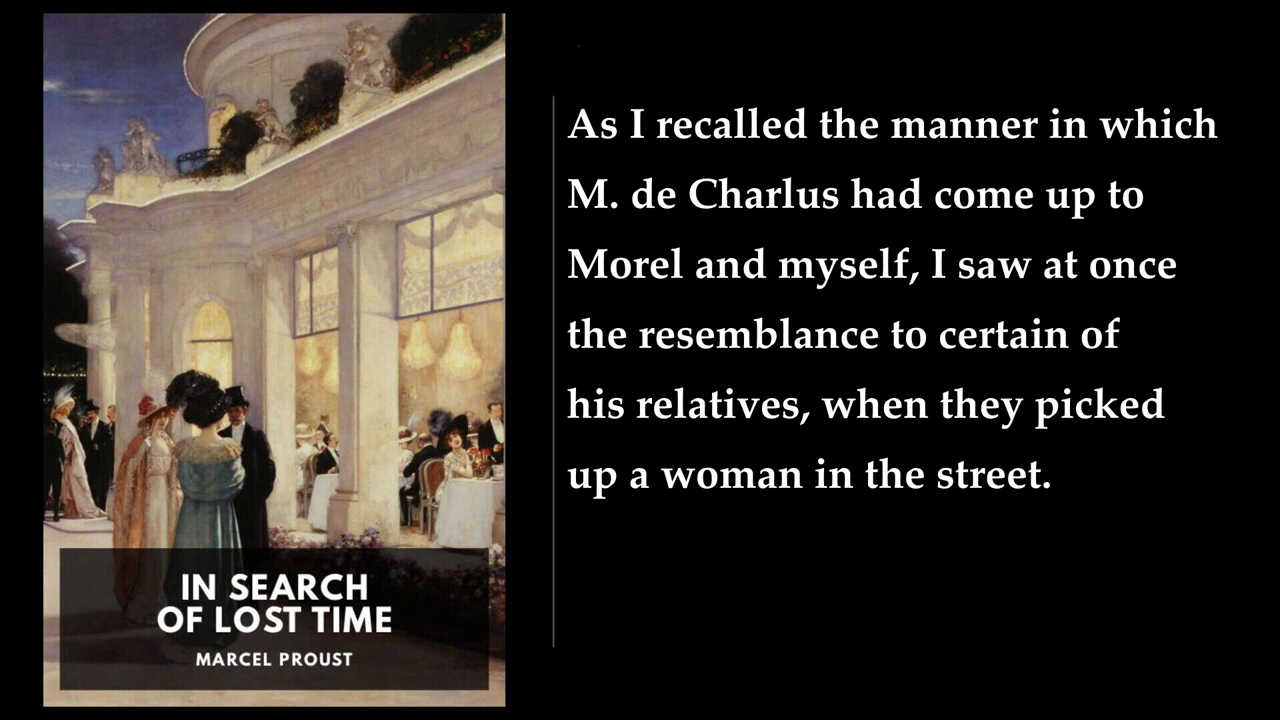 IN SEARCH
OF LOST TIME
MARCEL PROUST
As I recalled the manner in which
M. de Charlus had come up to
Morel and myself, I saw at once
the resemblance to certain of
his relatives, when they picked
up a woman in the street.